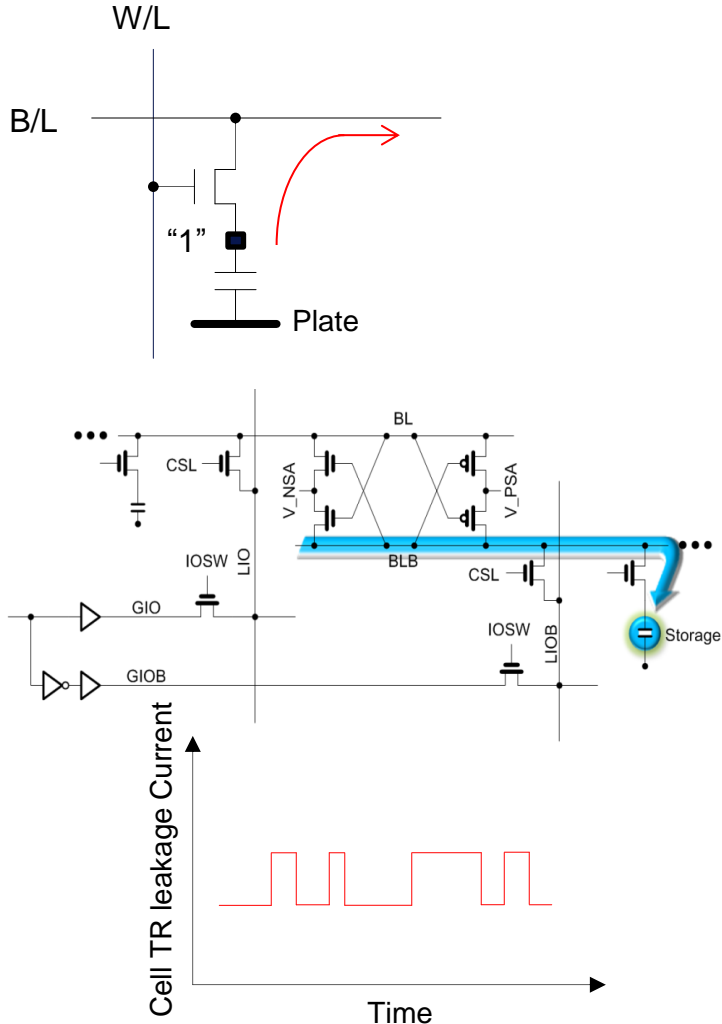 W/L
B/L
“1”
Plate
BL
CSL
V_NSA
V_PSA
LIO
BLB
IOSW
CSL
GIO
IOSW
LIOB
Storage
GIOB
Cell TR leakage Current
Time